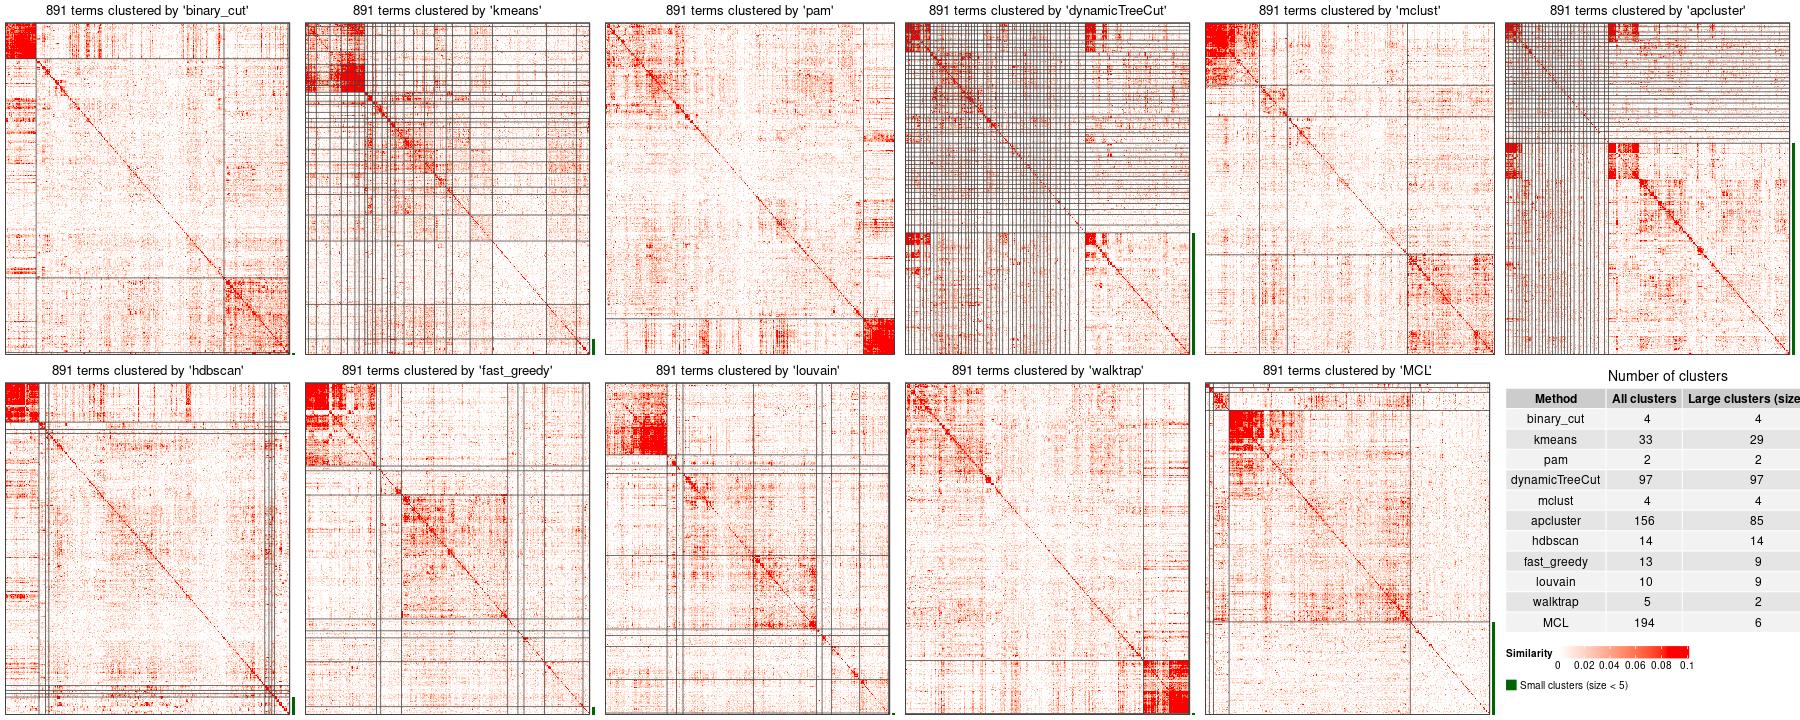 891 terms clustered by 'binary_cut'
891 terms clustered by 'kmeans'
891 terms clustered by 'pam'
891 terms clustered by 'dynamicTreeCut'
891 terms clustered by 'mclust'
891 terms clustered by 'apcluster'
891 terms clustered by 'hdbscan'
891 terms clustered by 'fast_greedy'
891 terms clustered by 'louvain'
891 terms clustered by 'walktrap'
891 terms clustered by 'MCL'
Number of clusters
Method All clusters Large clusters (size
binary_cut 4 4
kmeans 33 29
pam 2 2
dynamicTreeCut 97 97
mclust 4 4
apcluster 156 85
hdbscan 14 14
fast_greedy 13 9
louvain 10 9
walktrap 5 2
MCL 194 6
Similarity
0 0.02 0.04 0.06 0.08 0.1
Small clusters (size < 5)